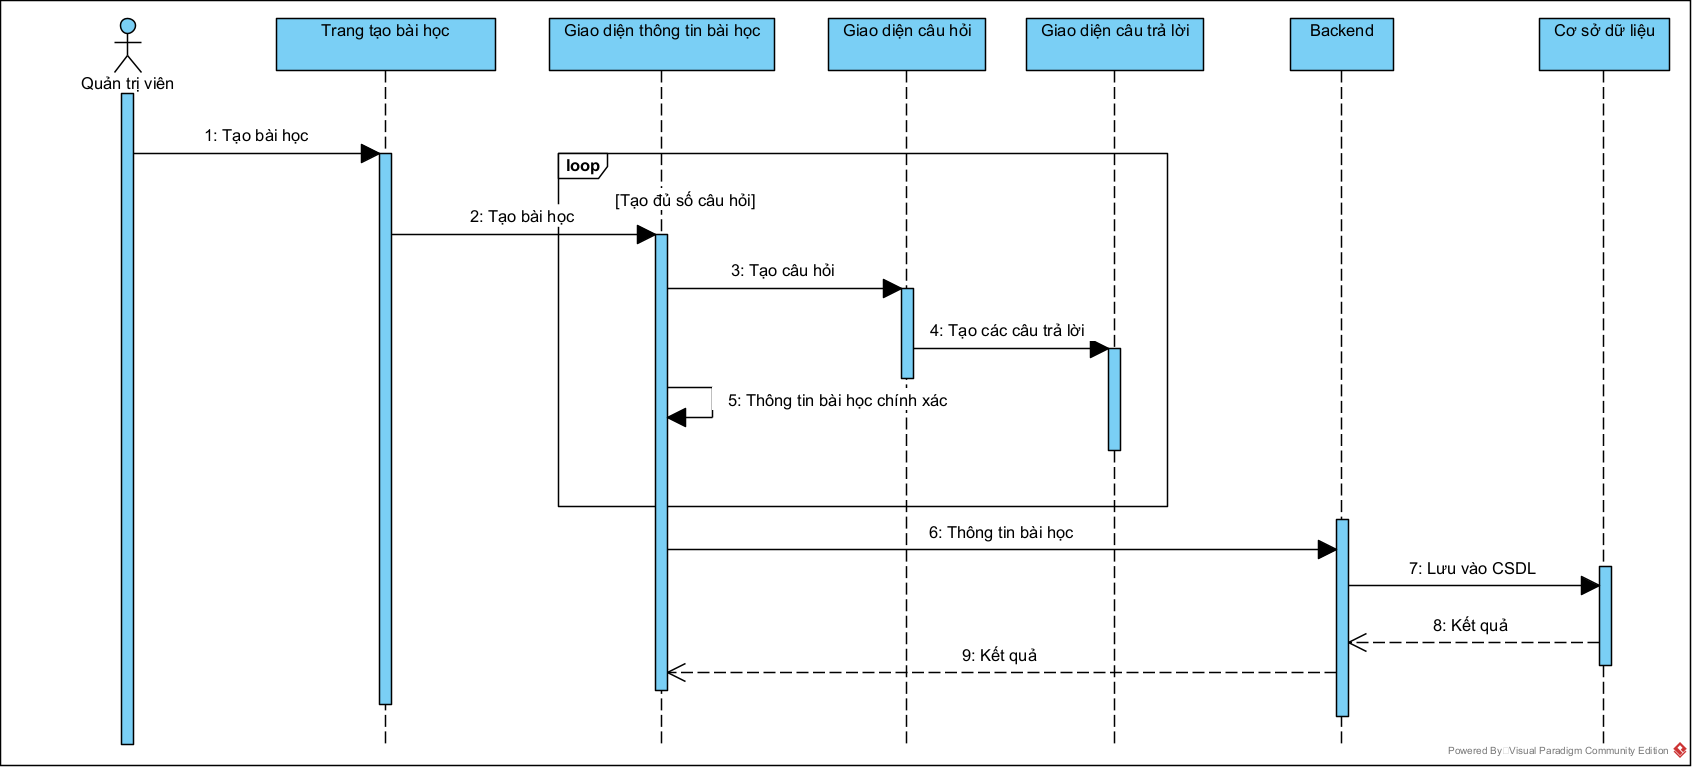 Quản trị viên
Trang tạo bài học
Giao diện thông tin bài học
Giao diện câu hỏi
Giao diện câu trả lời
Backend
Cơ sở dữ liệu
1: Tạo bài học
loop
[Tạo đủ số câu hỏi]
2: Tạo bài học
3: Tạo câu hỏi
4: Tạo các câu trả lời
5: Thông tin bài học chính xác
6: Thông tin bài học
7: Lưu vào CSDL
8: Kết quả
9: Kết quả
Powered By Visual Paradigm Community Edition